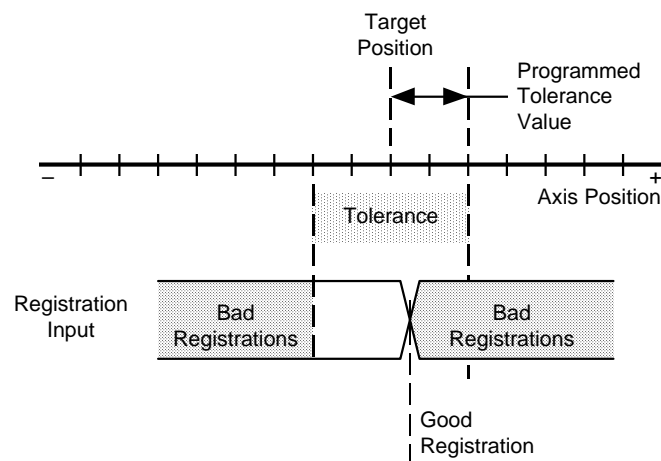 Target
Position
Programmed
Tolerance
Value
– +
Axis Position
Tolerance
Registration
Input
Bad
Registrations
Bad
Registrations
Good
Registration